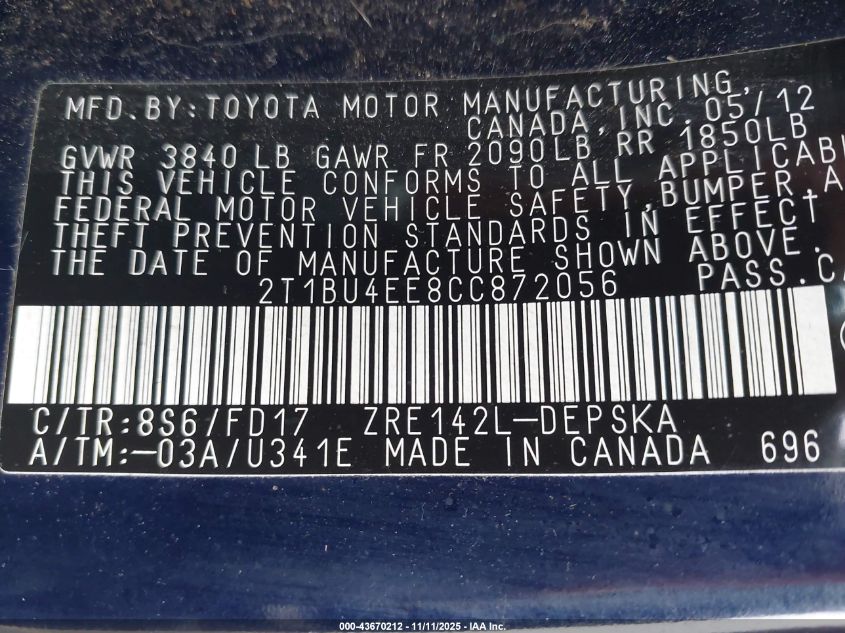 MFD.BY:TOYOTA MOTOR MANUFACTURING,
CANADA,INC. 05/12
GVWR 3840 LB GAWR FR 2090LB RR 1850LB
THIS VEHICLE CONFORMS TO ALL APPLICABL
FEDERAL MOTOR VEHICLE SAFETY,BUMPER,A
THEFT PREVENTION STANDARDS IN EFFECT
THE DATE OF MANUFACTURE SHOWN ABOVE.
2T1BU4EE8CC872056 PASS.CA
C/TR:8S6/FD17 ZRE142L-DEPSKA
A/TM:-03A/U341E MADE IN CANADA 696
000-43670212 - 11/11/2025 - IAA Inc.